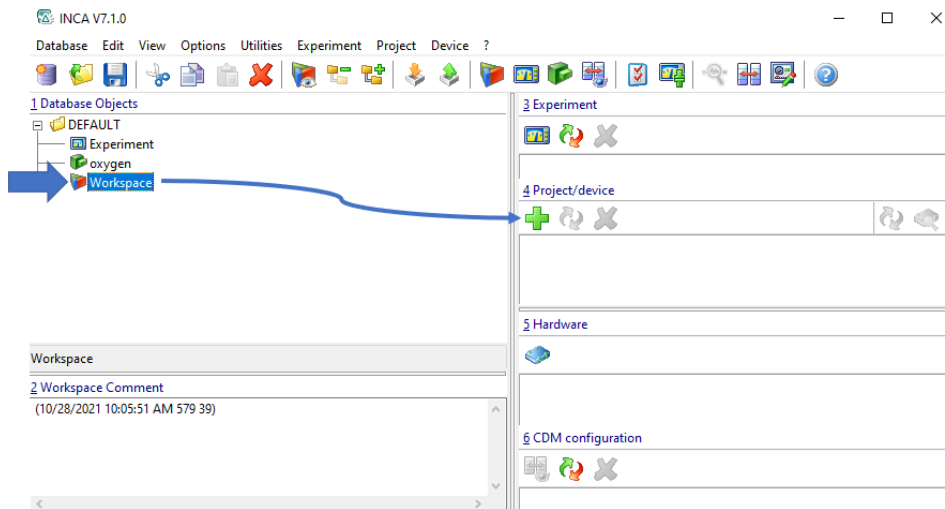 INCA V7.1.0
Database Edit View Options Utilities Experiment Project Device ?
1 Database Objects
DEFAULT
Experiment
oxygen
Workspace
Workspace
2 Workspace Comment
(10/28/2021 10:05:51 AM 579 39)
3 Experiment
4 Project/device
5 Hardware
6 CDM configuration